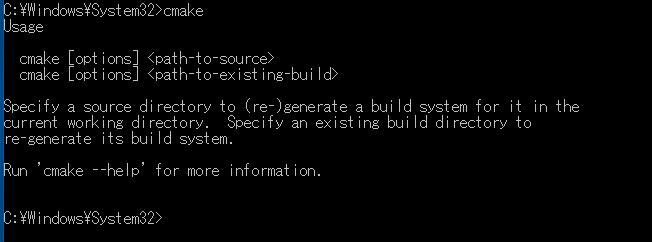 C:¥Windows¥System32>cmake
Usage
cmake [options] <path-to-source>
cmake [options] <path-to-existing-build>
Specify a source directory to (re-)generate a build system for it in the
current working directory.  Specify an existing build directory to
re-generate its build system.
Run 'cmake --help' for more information.
C:¥Windows¥System32>